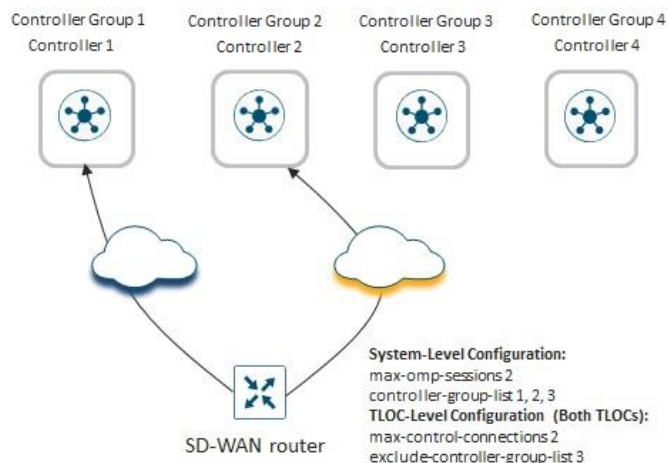 Controller Group 1
Controller 1
Controller Group 2
Controller 2
Controller Group 3
Controller 3
Controller Group 4
Controller 4
System-Level Configuration:
max-omp-sessions 2
controller-group-list 1, 2, 3
TLOC-Level Configuration (Both TLOCs):
max-control-connections 2
exclude-controller-group-list 3
SD-WAN router